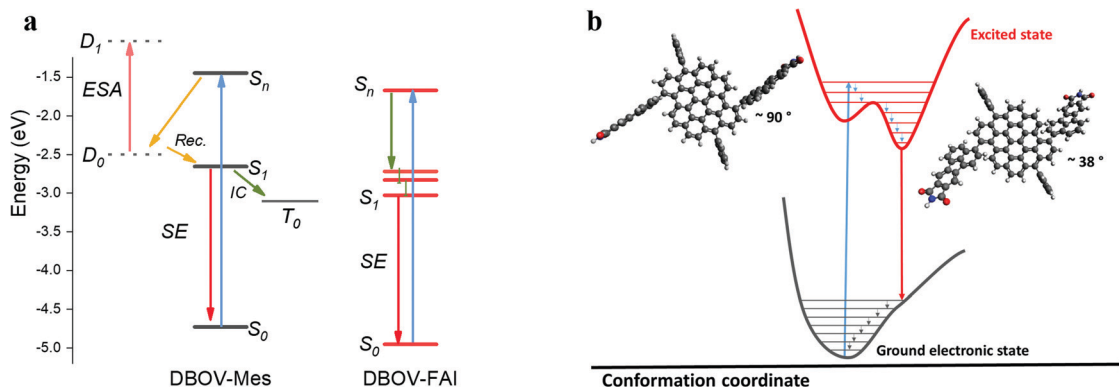 a
D₁
ESA
D₀
Energy (eV)
-1.5
-2.0
-2.5
-3.0
-3.5
-4.0
-4.5
-5.0
Sₙ
Rec.
S₁
IC
T₀
SE
S₀
DBOV-Mes
Sₙ
S₁
SE
S₀
DBOV-FAI
b
Excited state
~ 90 °
~ 38 °
Ground electronic state
Conformation coordinate